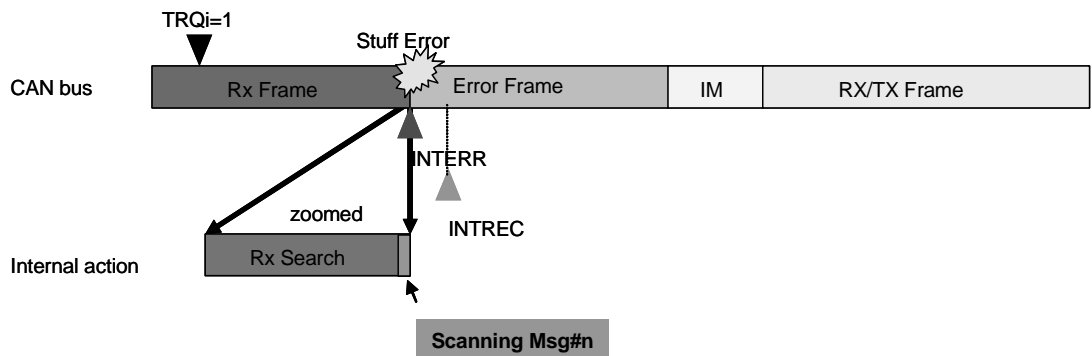 TRQi=1
Stuff Error
CAN bus
Rx Frame
Error Frame
IM
RX/TX Frame
INTERR
zoomed
INTREC
Internal action
Rx Search
Scanning Msg#n